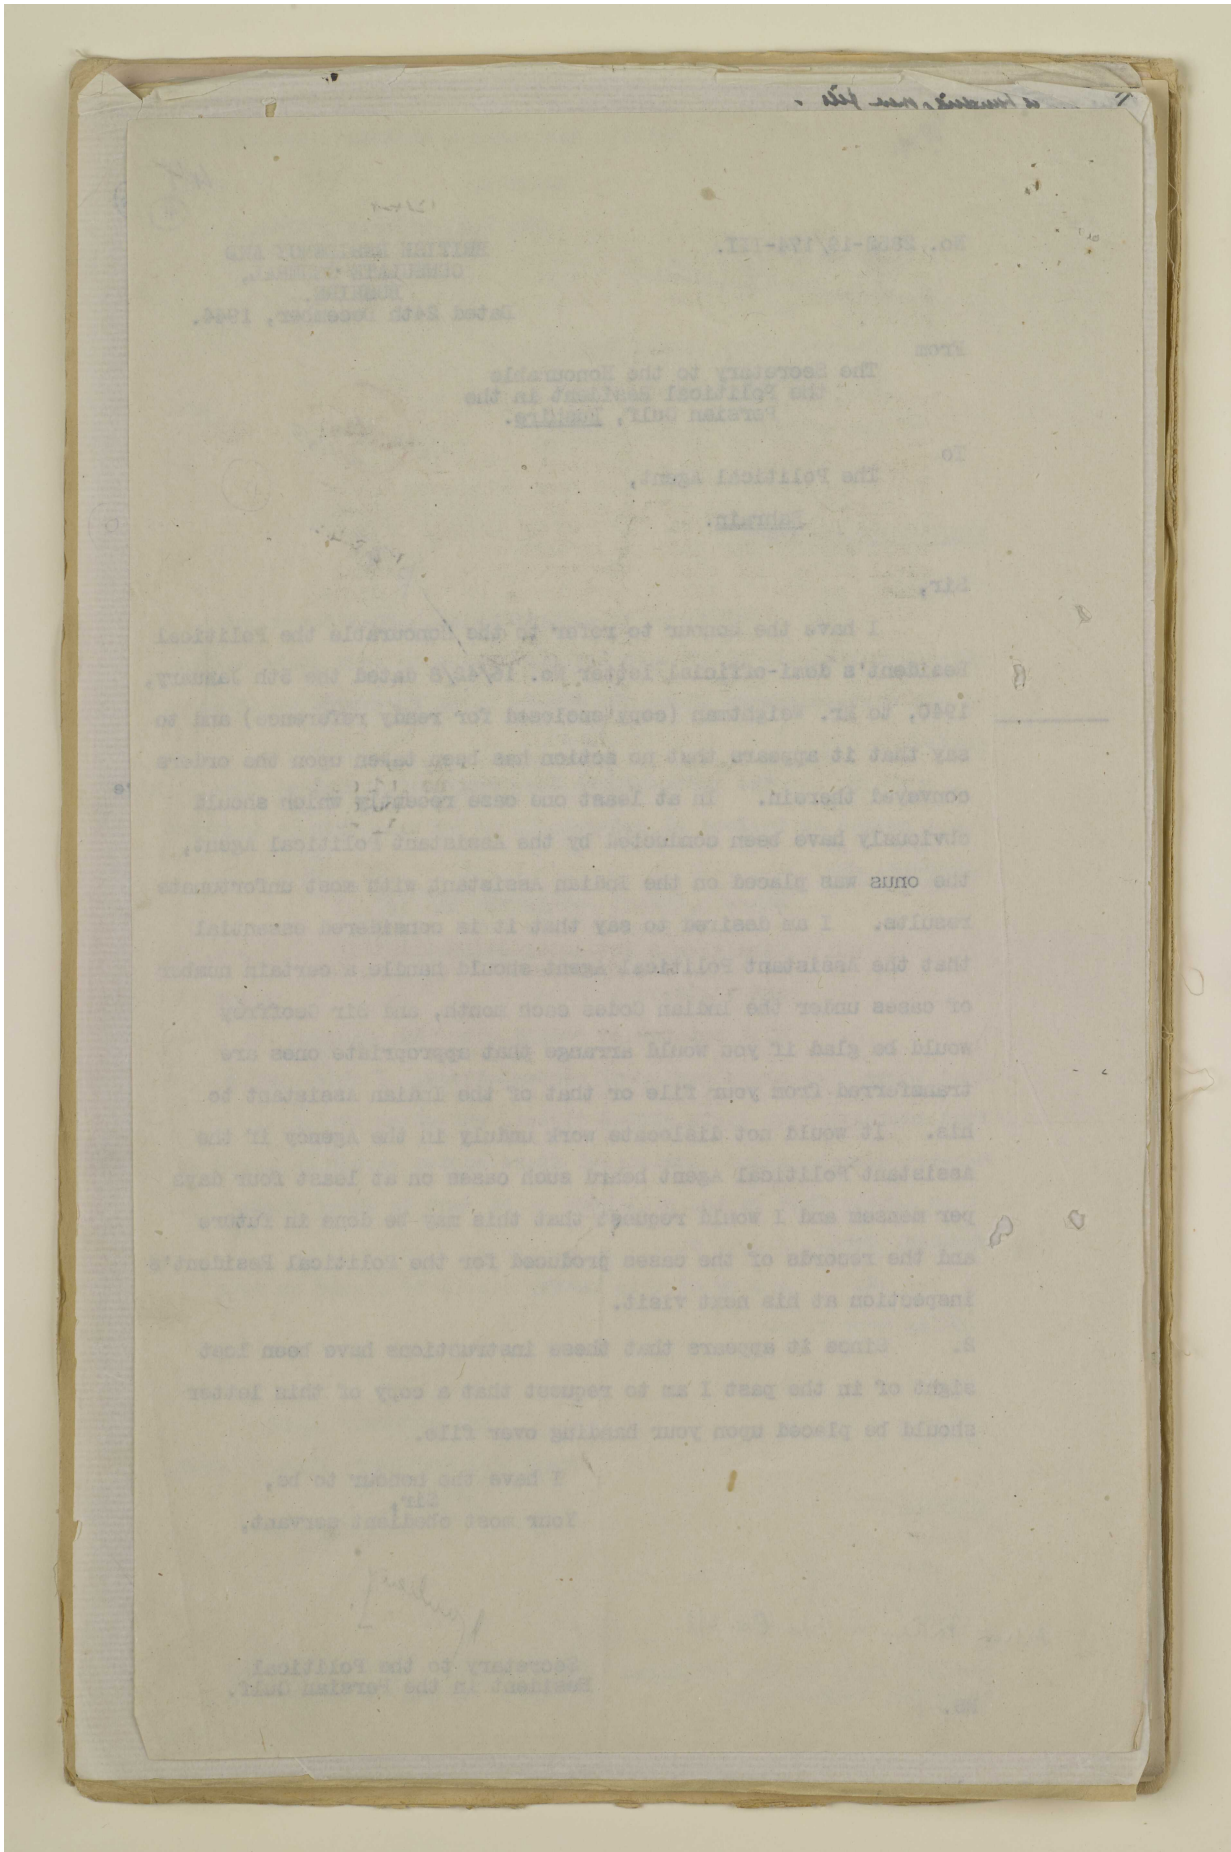 No. 2860-19/174-III.
BRITISH RESIDENCY AND
CONSULATE GENERAL,
BUSHIRE.
Dated 24th December, 1944.
From
The Secretary to the Honourable
the Political Resident in the
Persian Gulf, Bushire.
To
The Political Agent,
Bahrain.
Sir,
I have the honour to refer to the Honourable the Political
Resident's demi-official letter No. dated the 5th January,
1940, to Mr. Weightman (copy enclosed for ready reference) and to
say that it appears that no action has been taken upon the orders
conveyed therein. In at least one case recently which should
obviously have been conducted by the Assistant Political Agent,
the onus was placed on the Indian Assistant with most unfortunate
results. I am desired to say that it is considered essential
that the Assistant Political Agent should handle a certain number
of cases under the Indian Codes each month, and Sir Geoffrey
would be glad if you would arrange that appropriate ones are
transferred from your file or that of the Indian Assistant to
his. It would not dislocate work unduly in the Agency if the
Assistant Political Agent heard such cases on at least four days
per mensem and I would request that this may be done in future
and the records of the cases produced for the Political Resident's
inspection at his next visit.
2. Since it appears that these instructions have been lost
sight of in the past I am to request that a copy of this letter
should be placed upon your handing over file.
I have the honour to be,
Sir,
Your most obedient servant,
Secretary to the Political
Resident in the Persian Gulf.